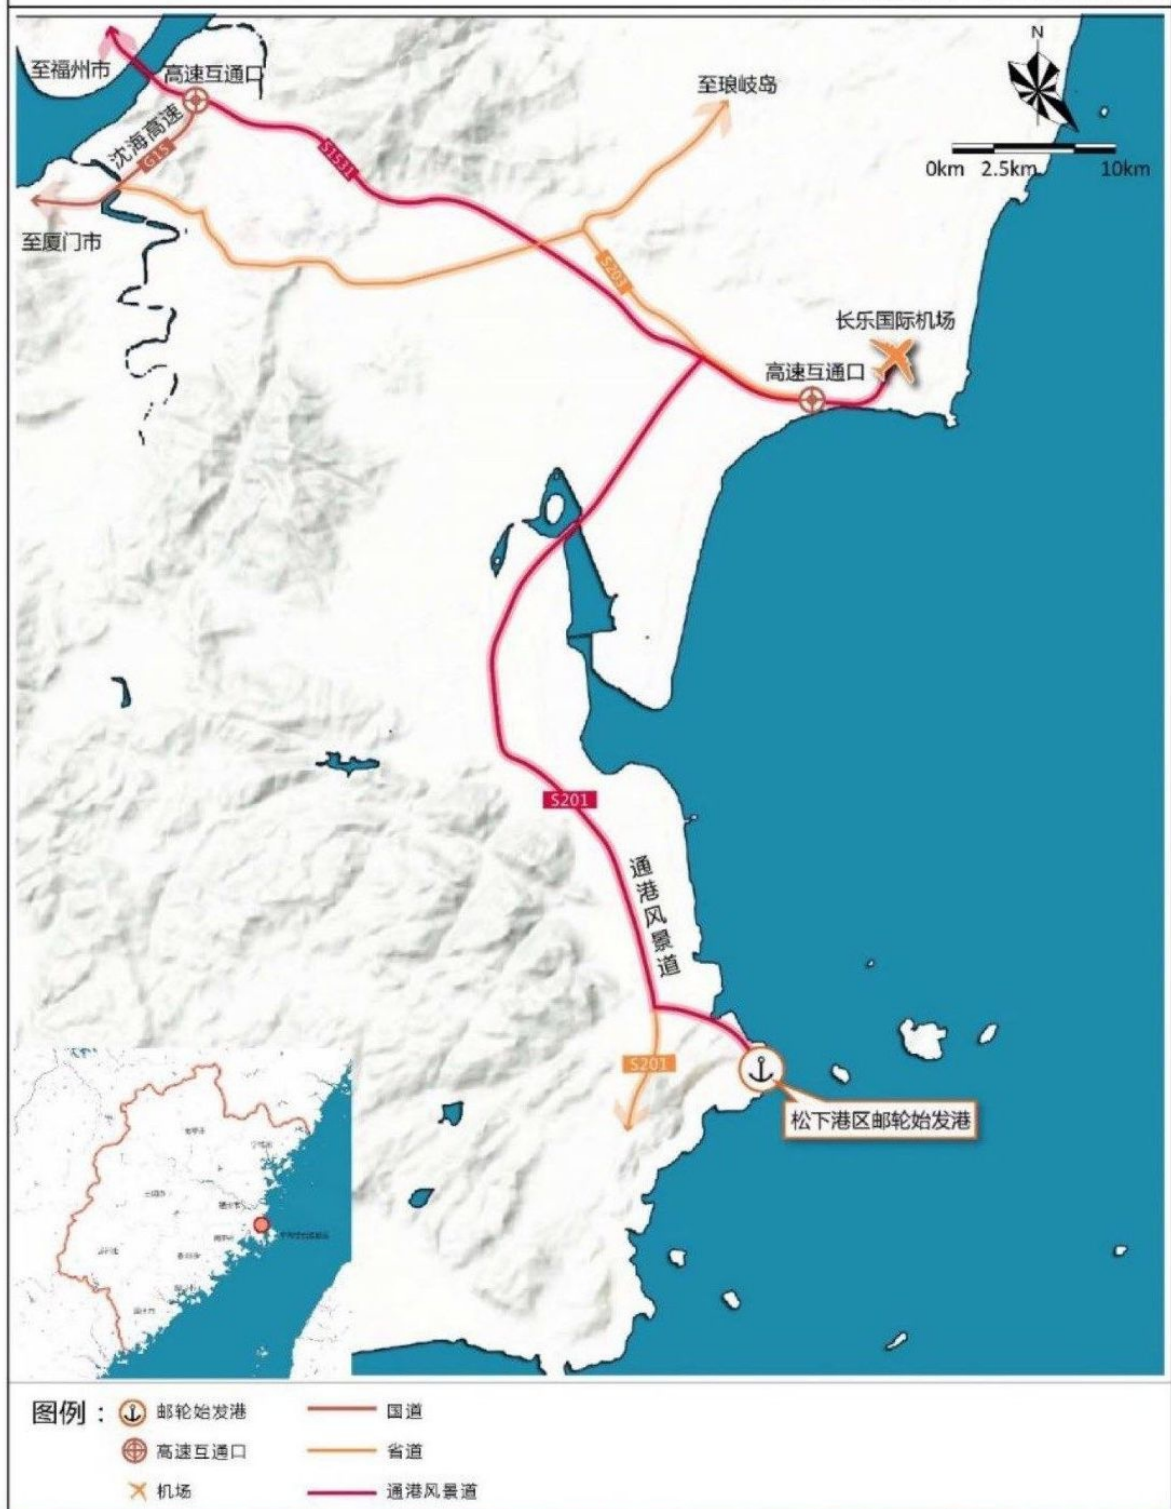 N
至福州市
高速互通口
至琅岐岛
沈海高速
G15
S1531
0km 2.5km 10km
至厦门市
S203
长乐国际机场
高速互通口
S201
通港风景道
S201
松下港区邮轮始发港
图例：
邮轮始发港
国道
高速互通口
省道
机场
通港风景道